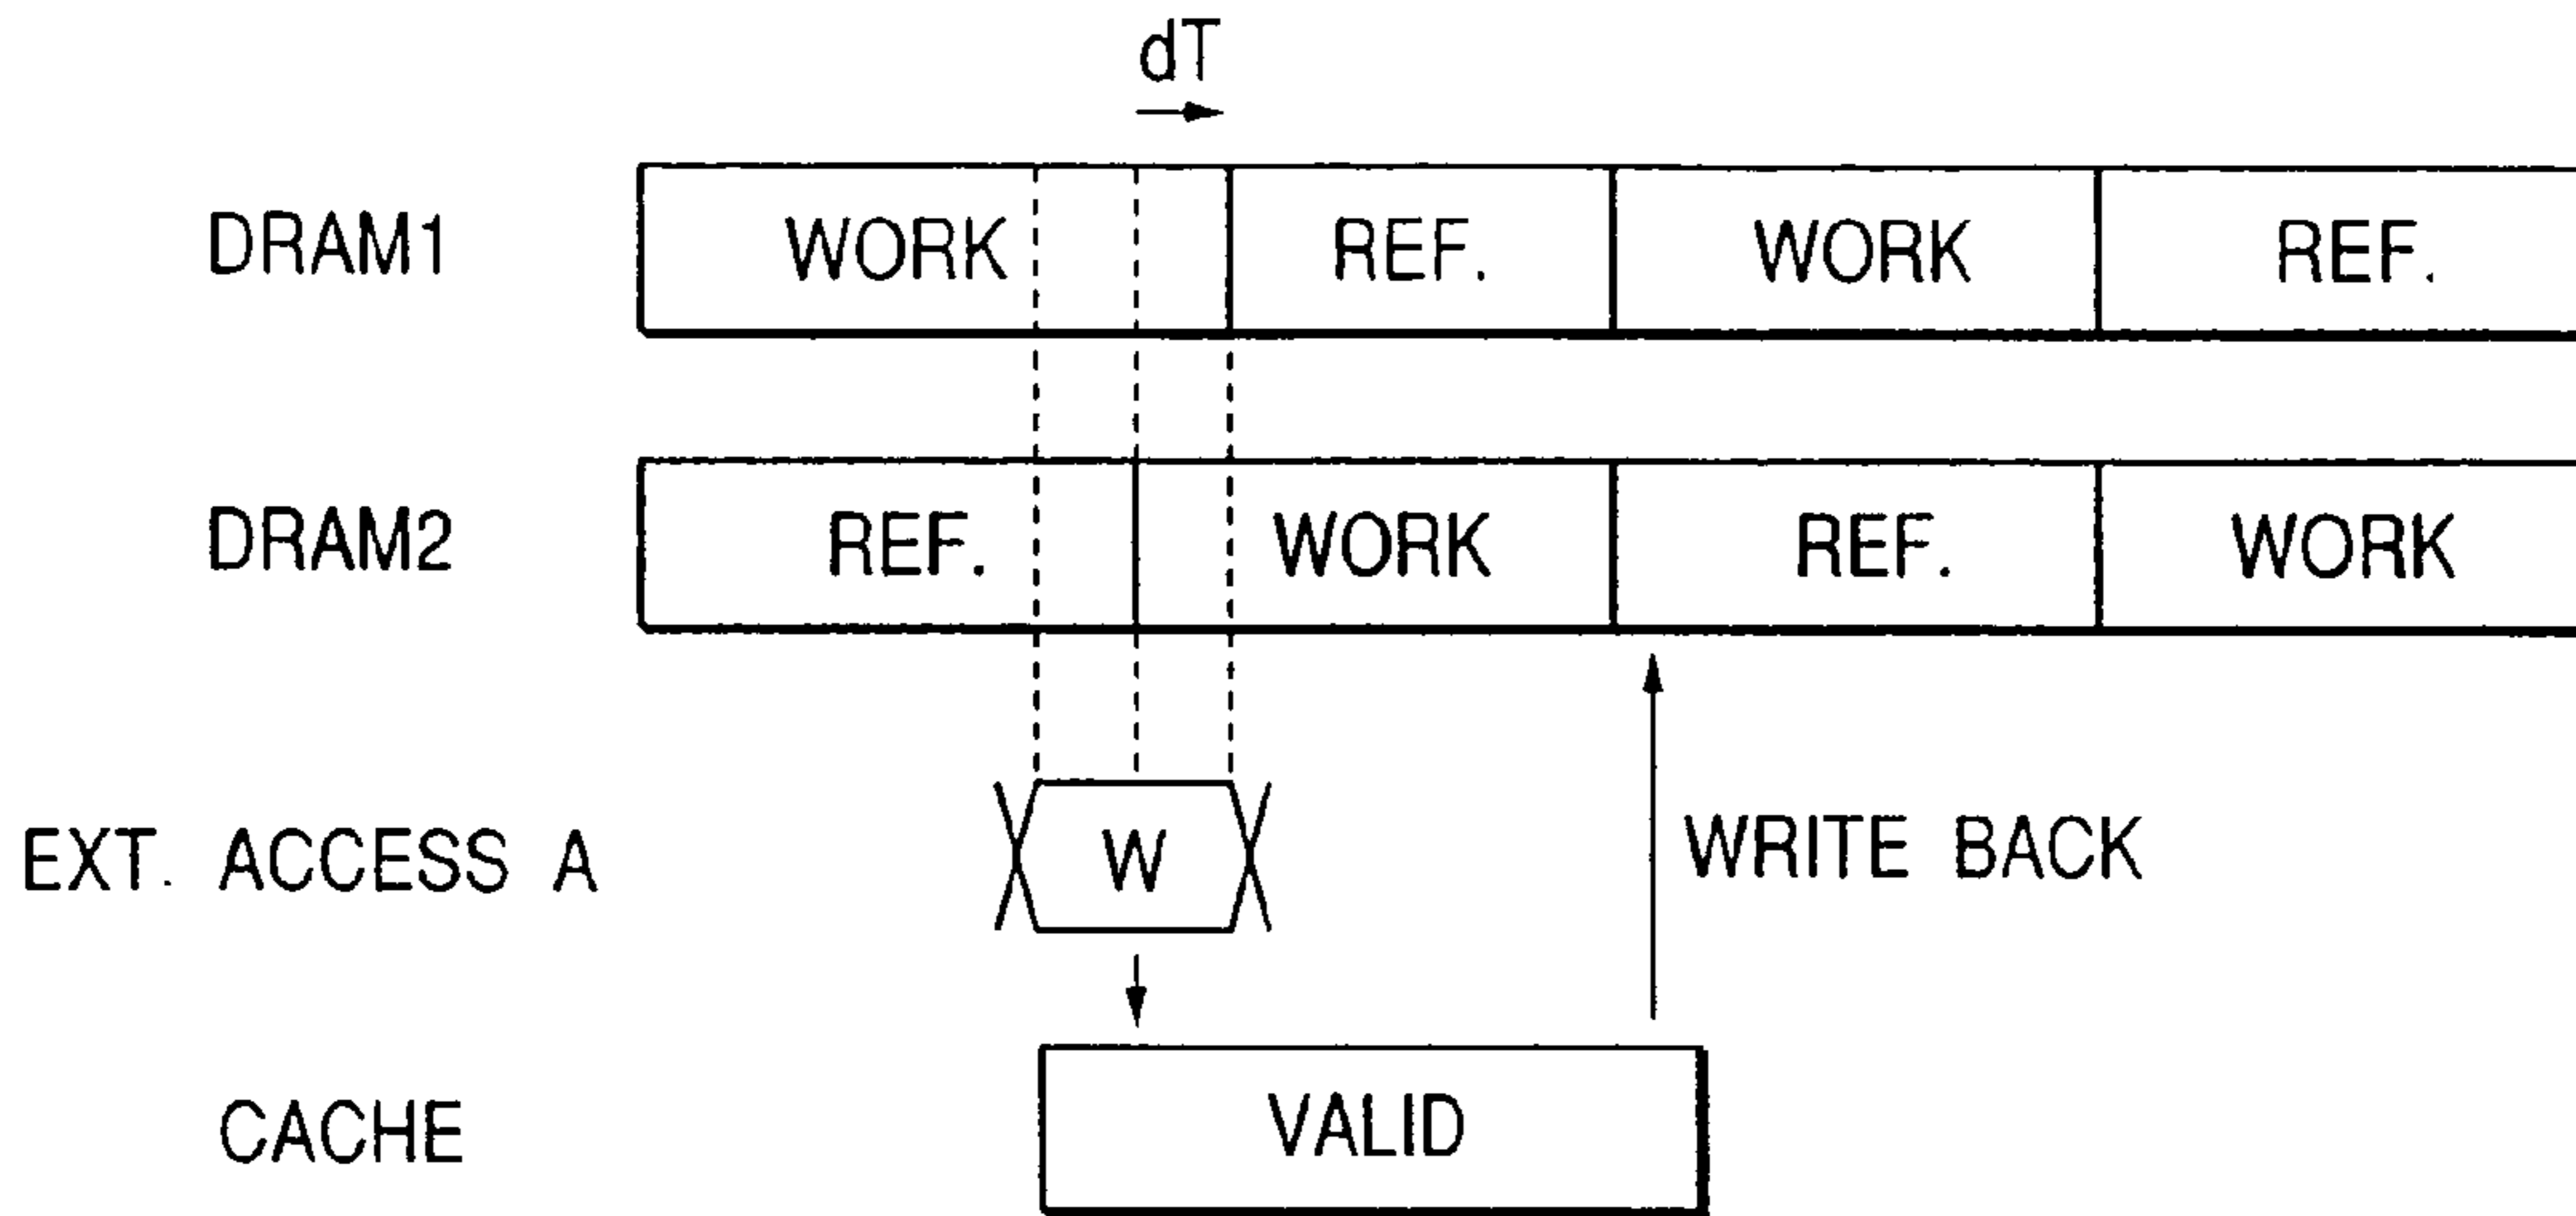 dT
DRAM1 WORK REF. WORK REF.
DRAM2 REF. WORK REF. WORK
EXT. ACCESS A W WRITE BACK
CACHE VALID